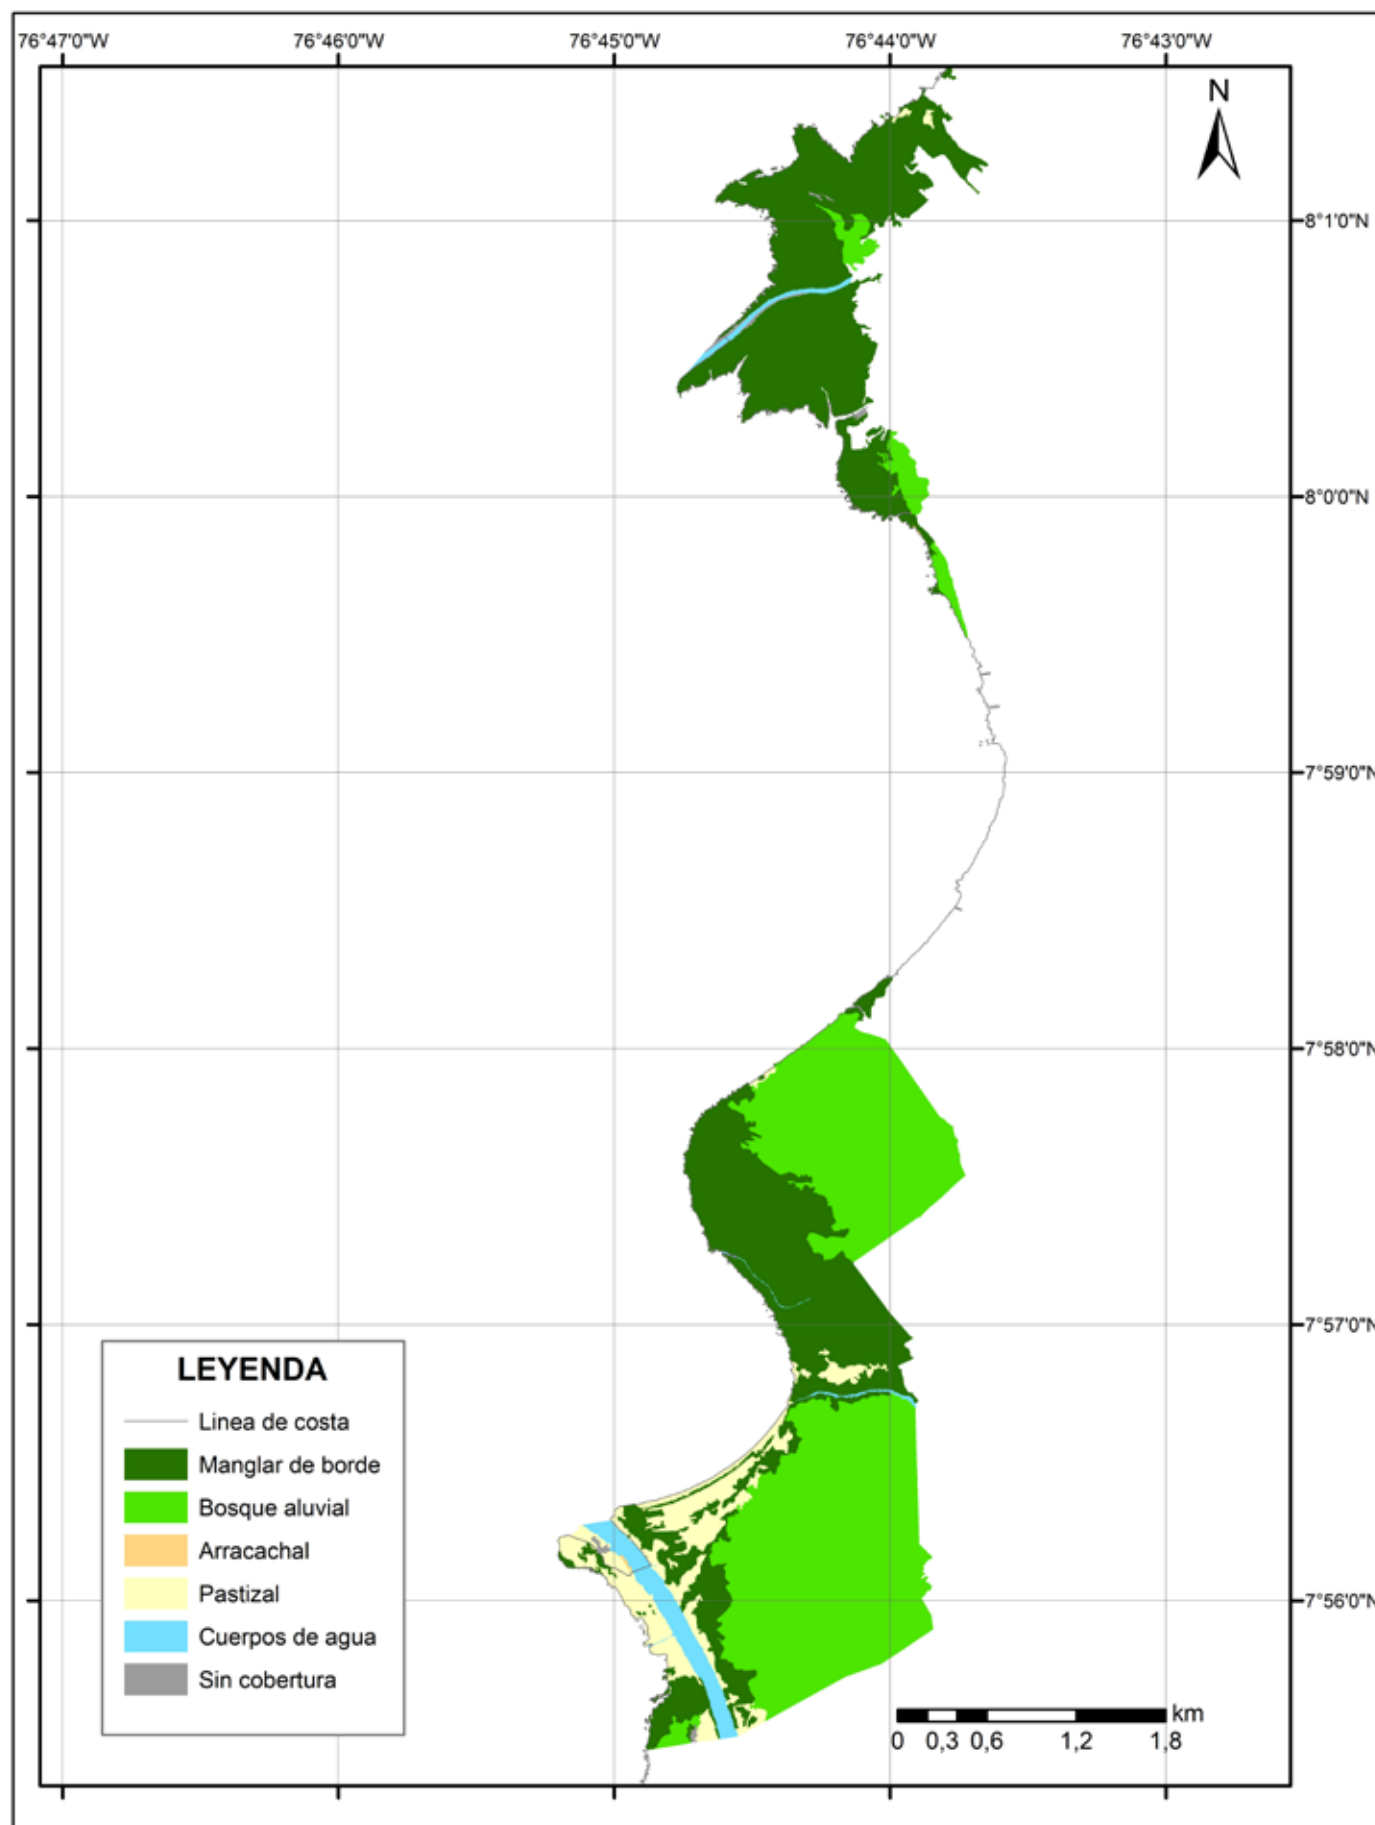 76°47'0"W 76°46'0"W 76°45'0"W 76°44'0"W 76°43'0"W
N
8°1'0"N
8°0'0"N
7°59'0"N
7°58'0"N
7°57'0"N
7°56'0"N
LEYENDA
Linea de costa
Manglar de borde
Bosque aluvial
Arracachal
Pastizal
Cuerpos de agua
Sin cobertura
km
0 0,3 0,6 1,2 1,8